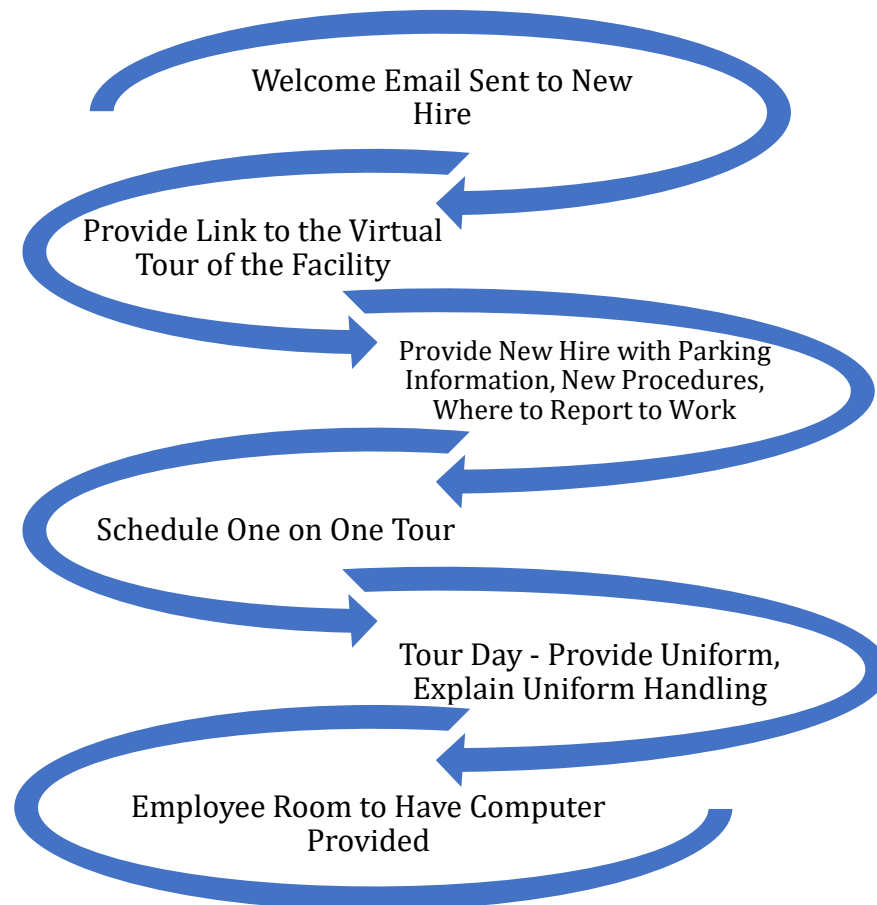 Welcome Email Sent to New
Hire
Provide Link to the Virtual
Tour of the Facility
Provide New Hire with Parking
Information, New Procedures,
Where to Report to Work
Schedule One on One Tour
Tour Day - Provide Uniform,
Explain Uniform Handling
Employee Room to Have Computer
Provided